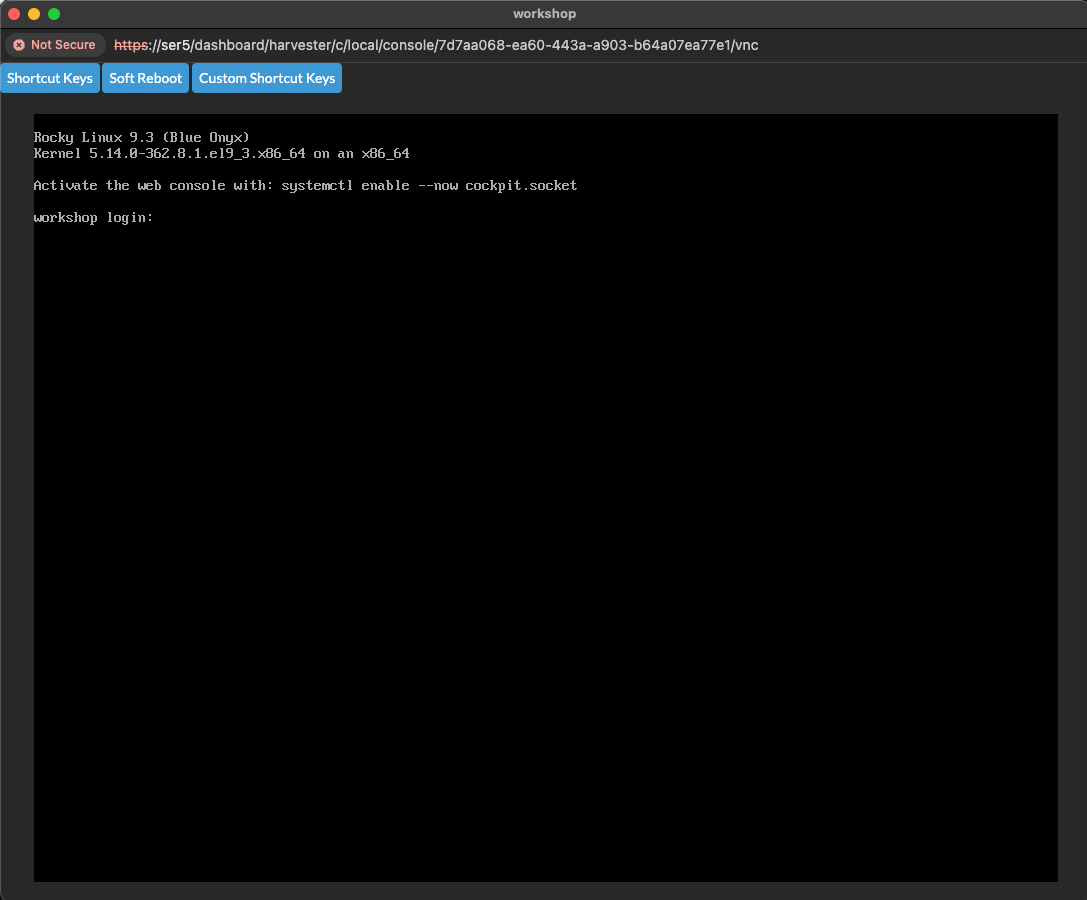 workshop
Not Secure https://ser5/dashboard/harvester/c/local/console/7d7aa068-ea60-443a-a903-b64a07ea77e1/vnc
Shortcut Keys Soft Reboot Custom Shortcut Keys
Rocky Linux 9.3 (Blue Onyx)
Kernel 5.14.0-362.8.1.el9_3.x86_64 on an x86_64
Activate the web console with: systemctl enable --now cockpit.socket
workshop login: